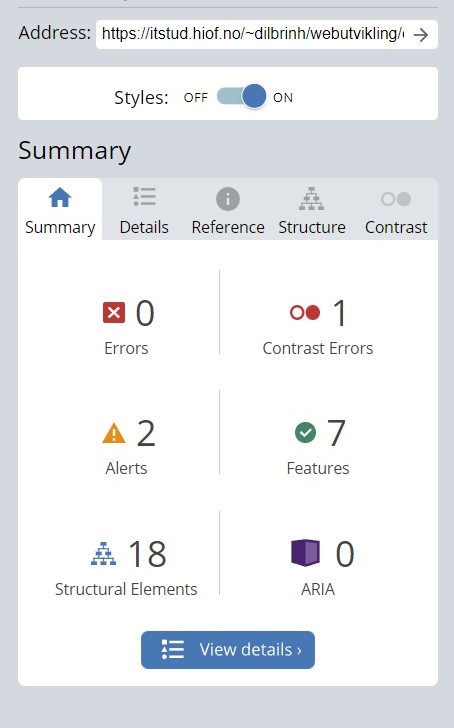 Address: https://itstud.hiof.no/~dilbrinh/webutvikling/
Styles: OFF ON
Summary
Summary Details Reference Structure Contrast
0 1
Errors Contrast Errors
2 7
Alerts Features
18 0
Structural Elements ARIA
View details ›